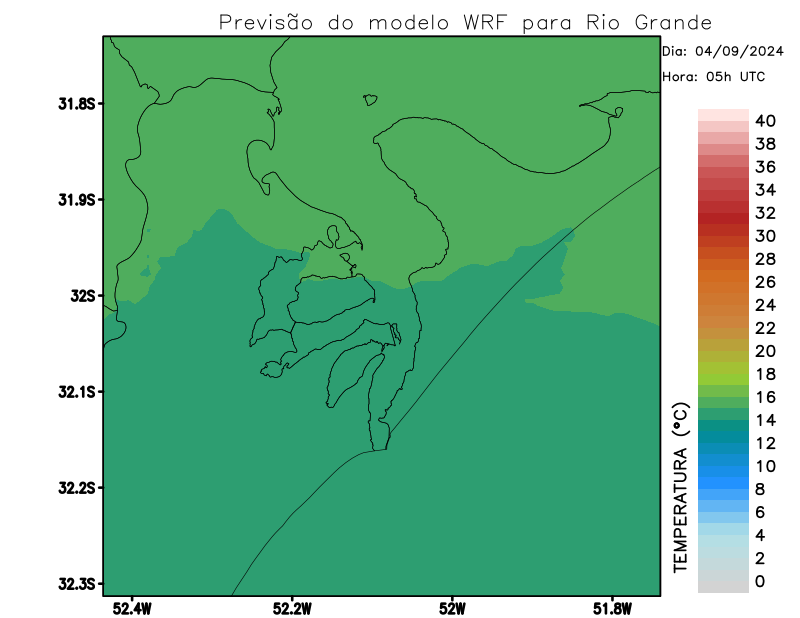 Previsão do modelo WRF para Rio Grande
Dia: 04/09/2024
Hora: 05h UTC
31.8S
31.9S
32S
32.1S
32.2S
32.3S
52.4W
52.2W
52W
51.8W
TEMPERATURA (°C)
40
38
36
34
32
30
28
26
24
22
20
18
16
14
12
10
8
6
4
2
0